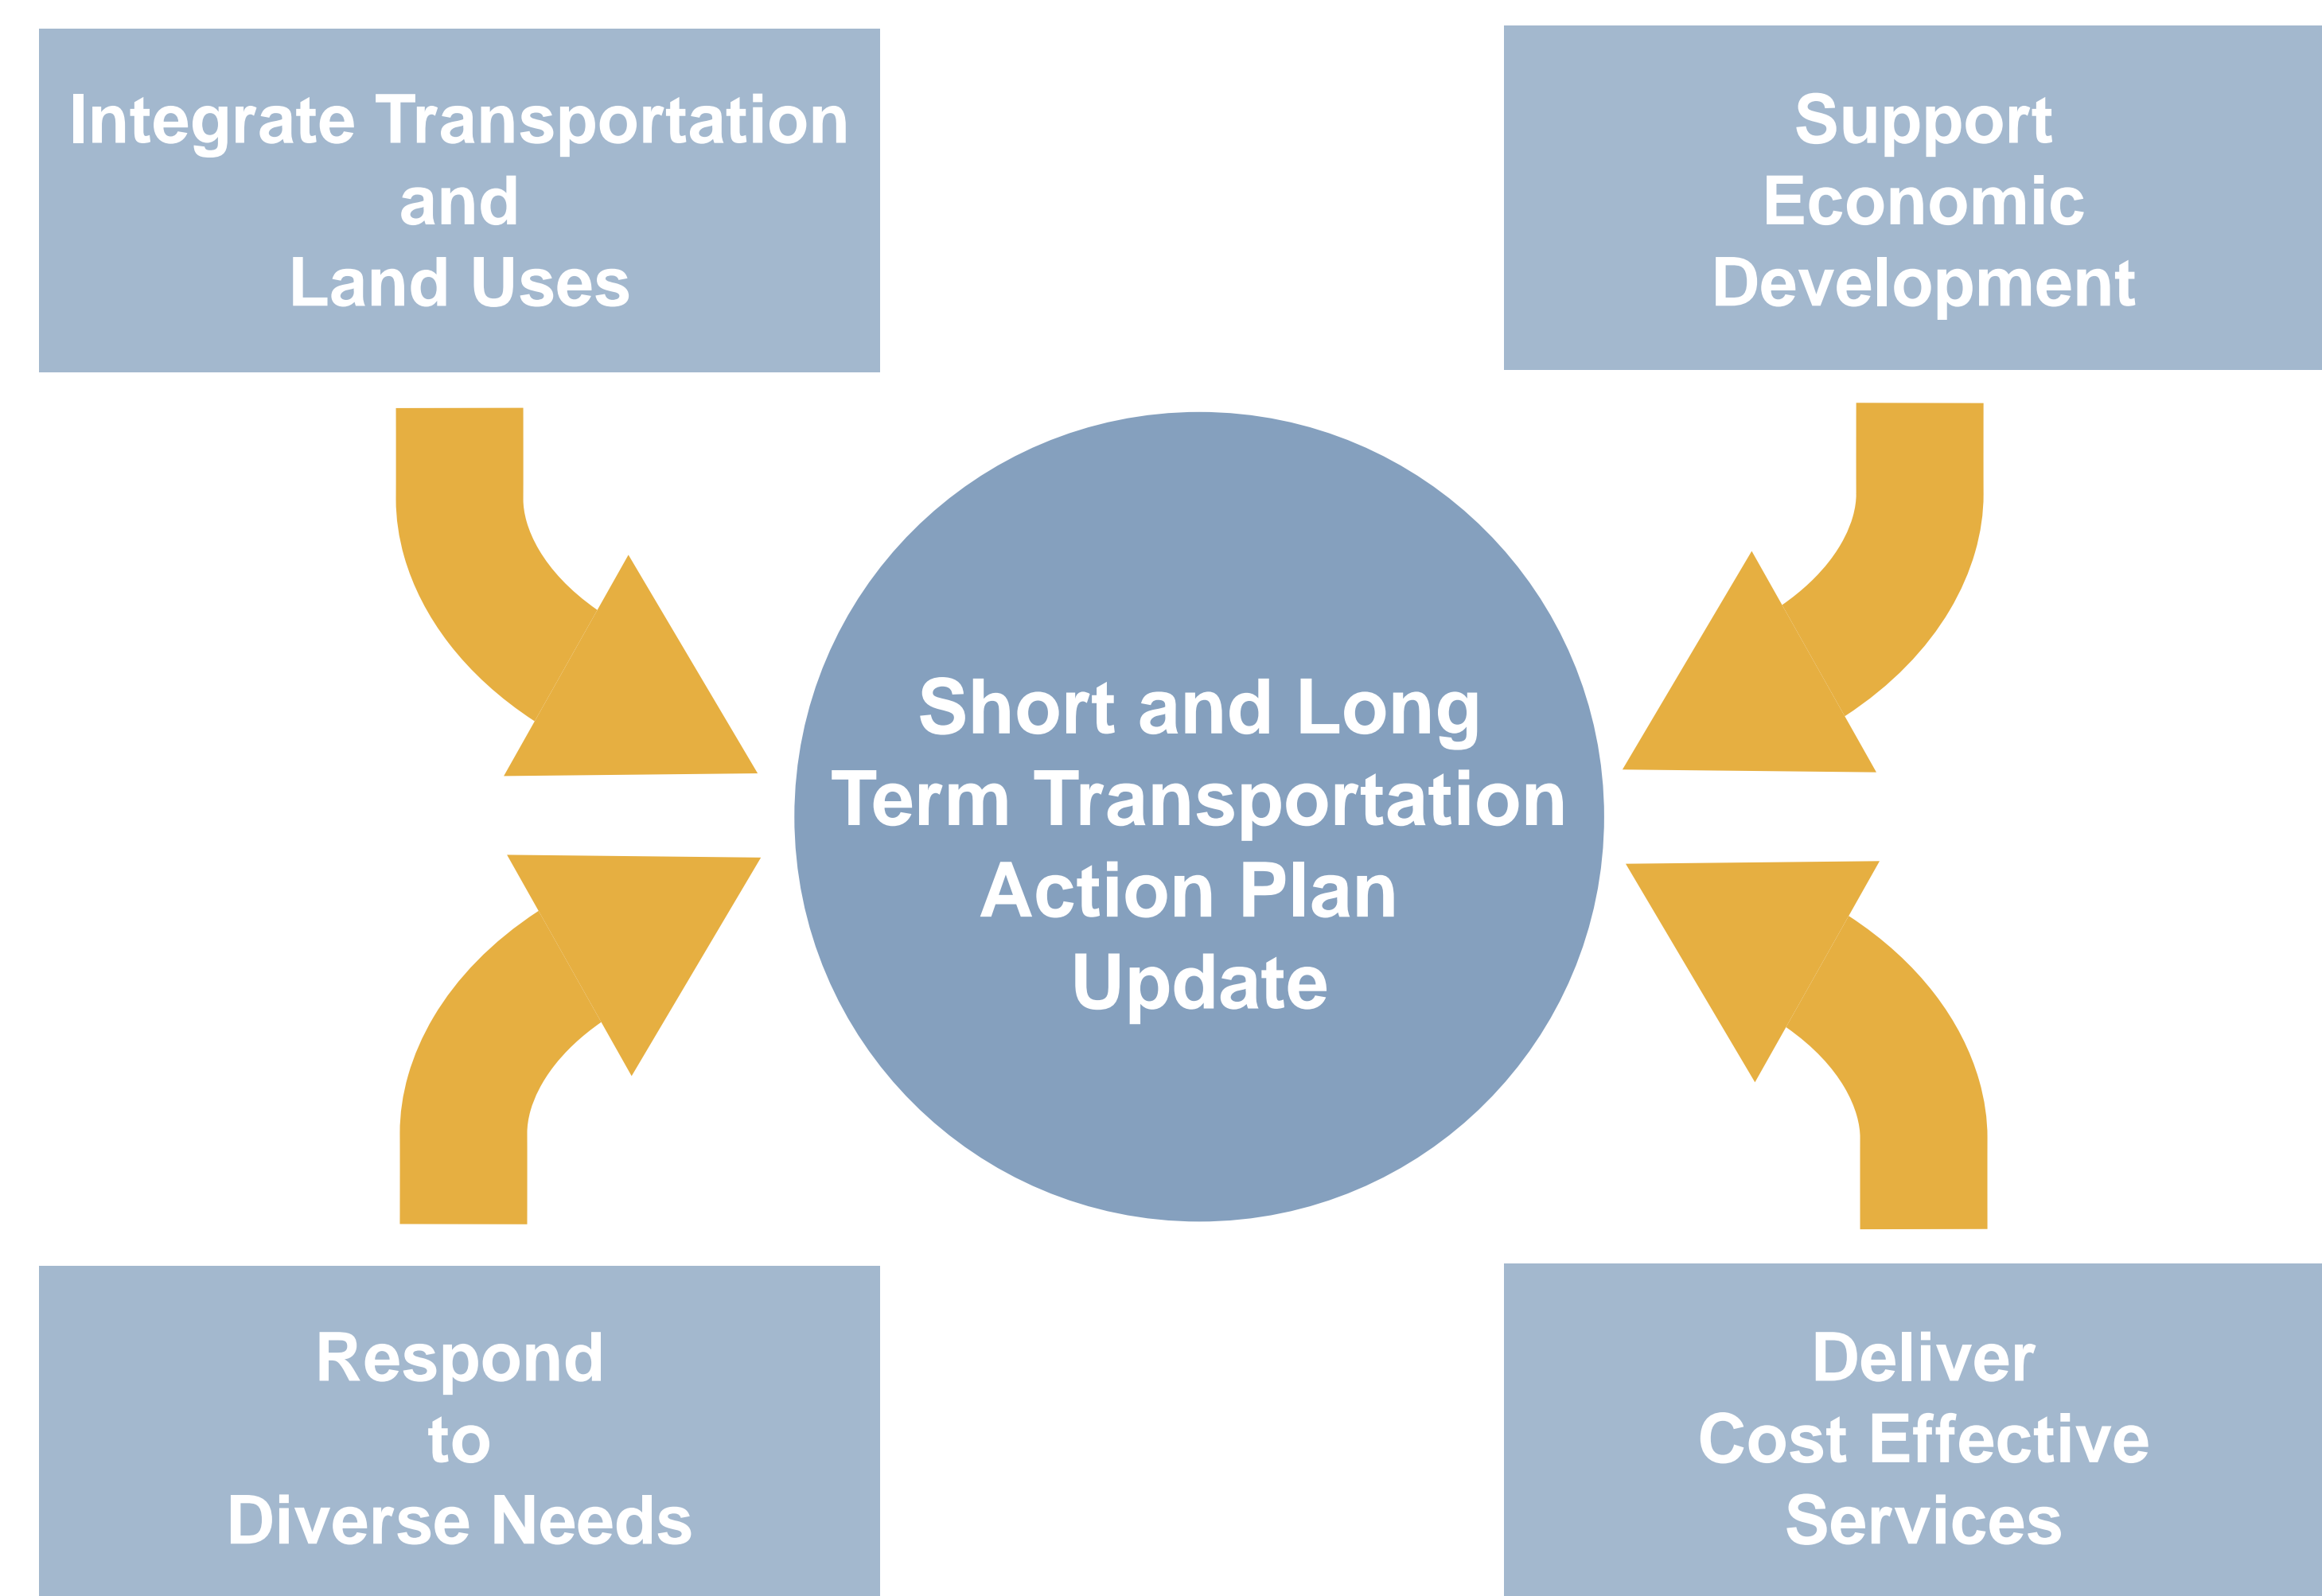 Integrate Transportation
and
Land Uses
Support
Economic
Development
Short and Long
Term Transportation
Action Plan
Update
Respond
to
Diverse Needs
Deliver
Cost Effective
Services